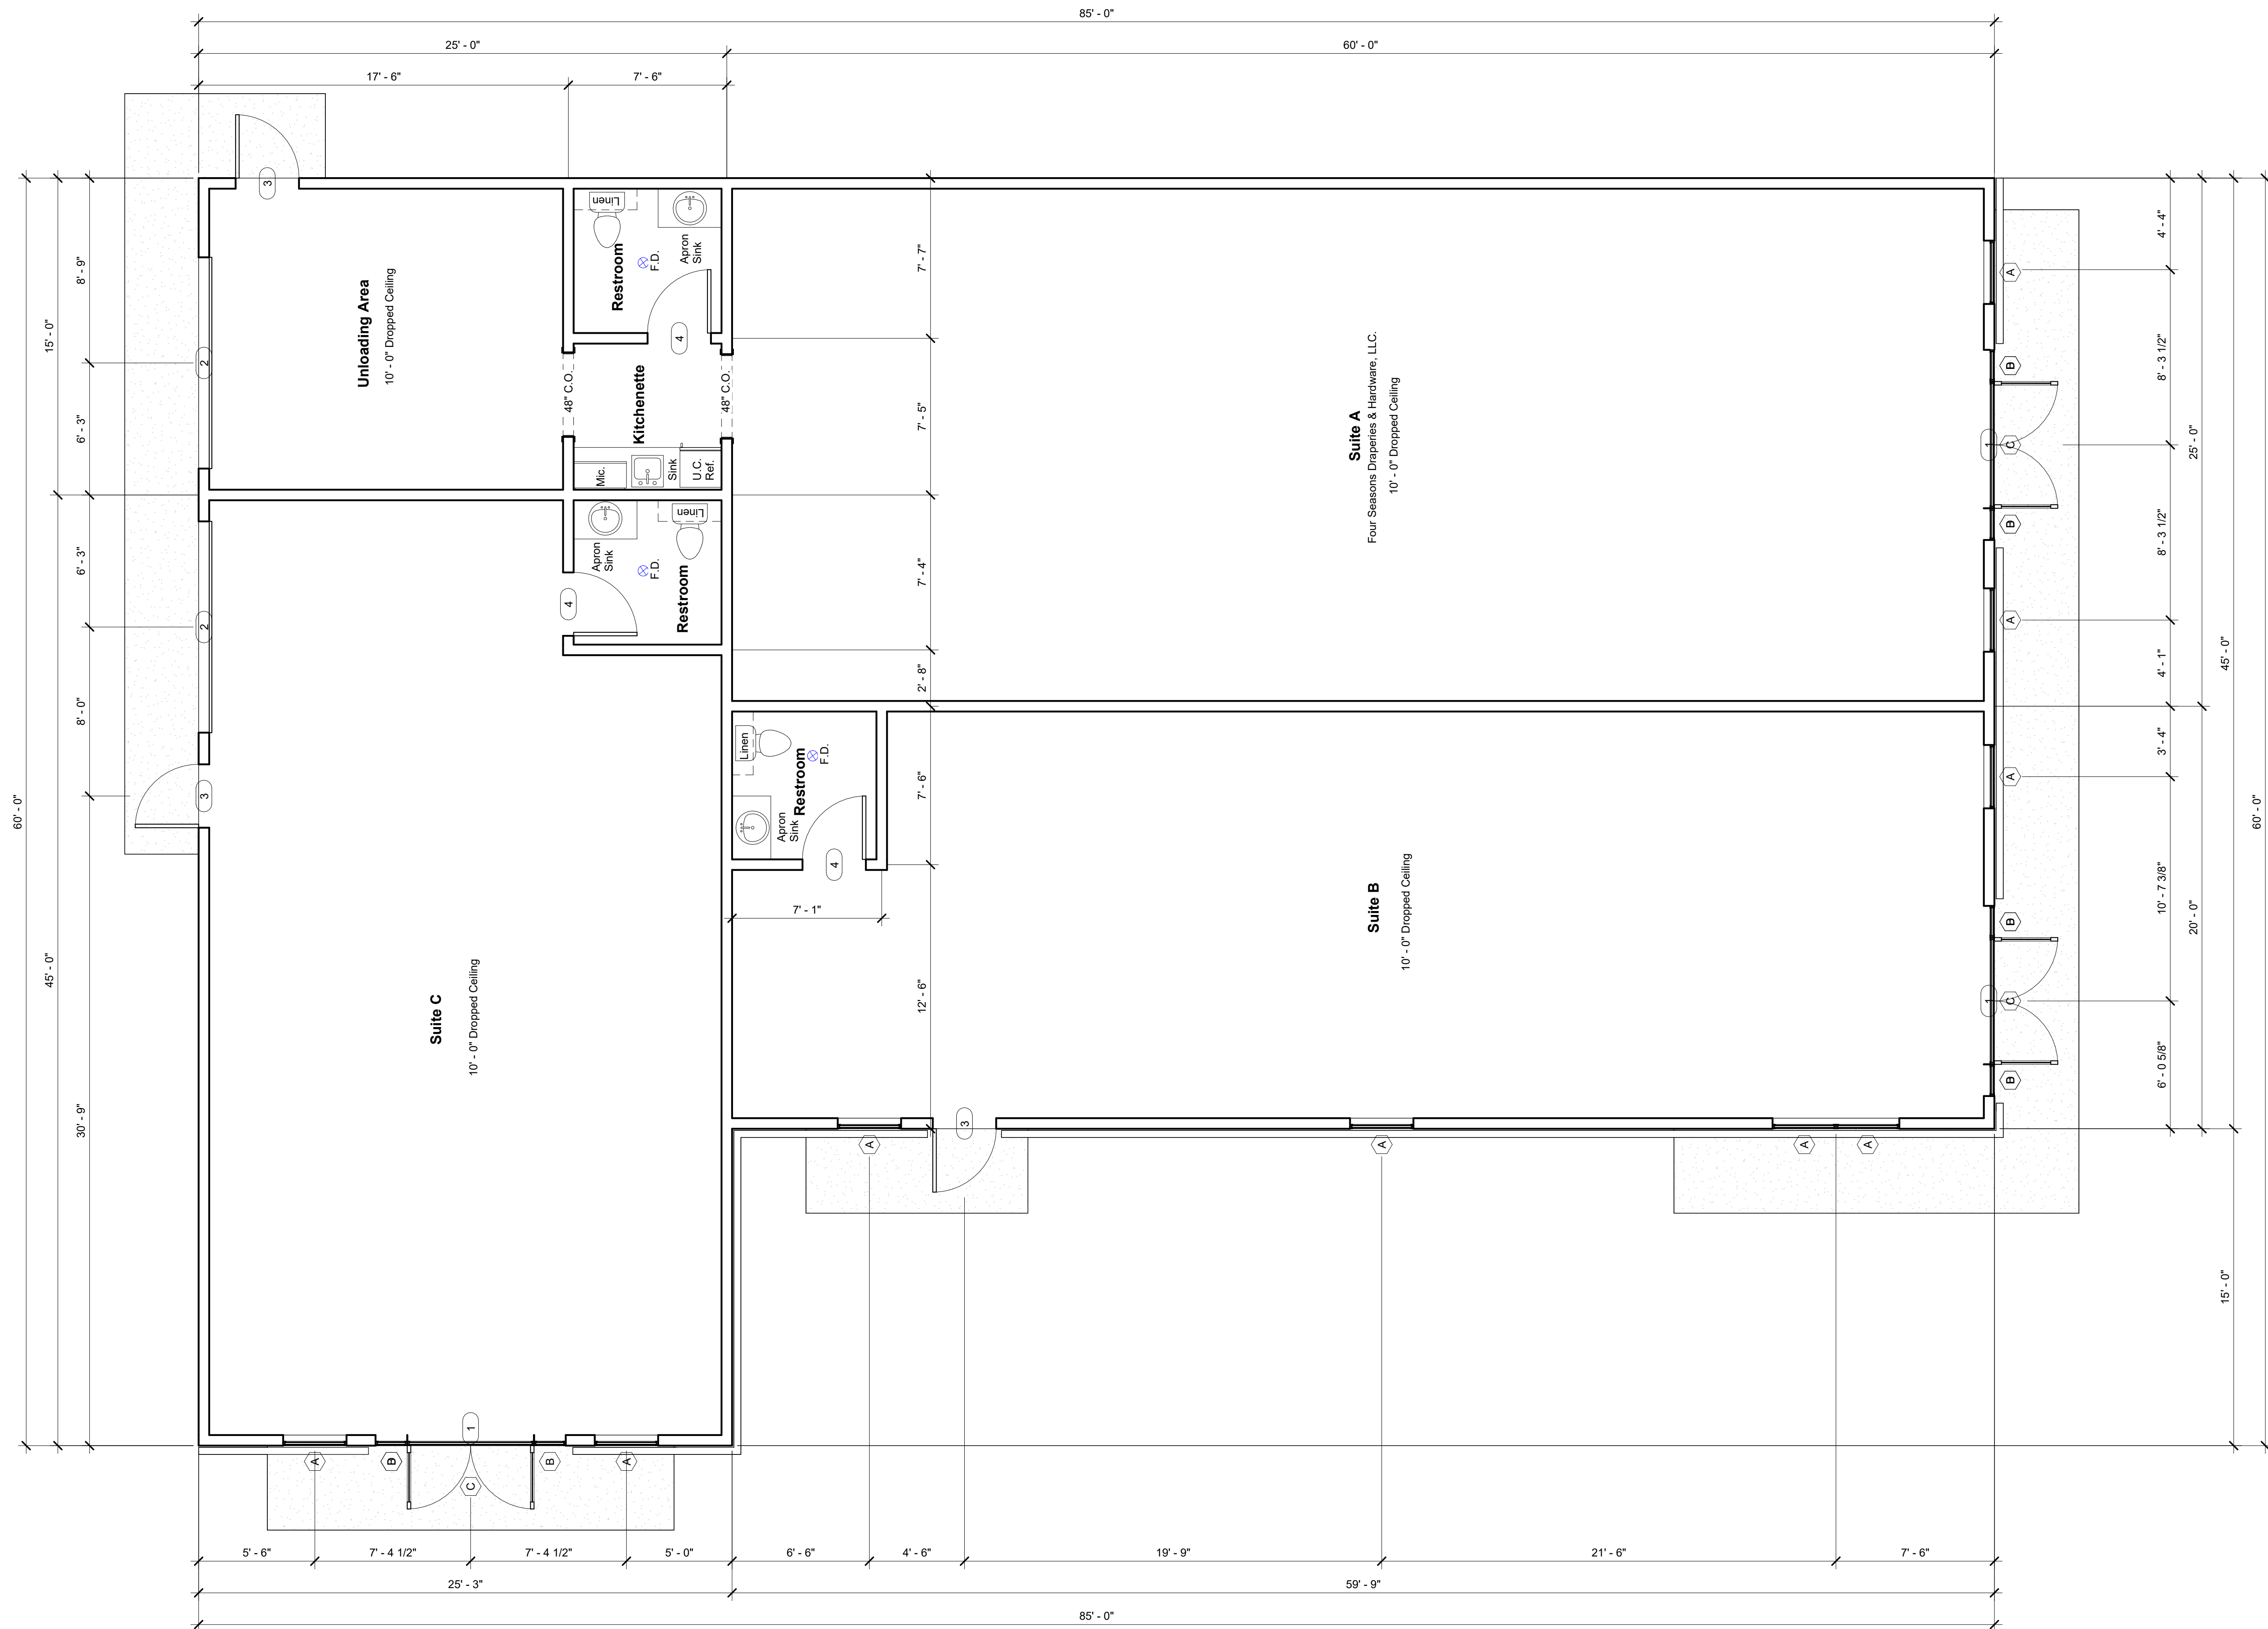 85' - 0"
25' - 0"
60' - 0"
17' - 6"
7' - 6"
60' - 0"
15' - 0"
45' - 0"
8' - 9"
6' - 3"
6' - 3"
8' - 0"
30' - 9"
3
2
2
3
Unloading Area
10' - 0" Dropped Ceiling
Linen
Restroom
F.D.
Apron
Sink
4
48" C.O.
Kitchenette
48" C.O.
Mic.
Sink
U.C.
Ref.
Apron
Sink
F.D.
Linen
Restroom
4
7' - 7"
7' - 5"
7' - 4"
2' - 8"
7' - 6"
12' - 6"
Suite A
Four Seasons Draperies & Hardware, LLC.
10' - 0" Dropped Ceiling
Linen
Restroom
F.D.
Apron
Sink
4
7' - 1"
Suite B
10' - 0" Dropped Ceiling
Suite C
10' - 0" Dropped Ceiling
A
B
1
C
B
A
A
B
1
C
B
4' - 4"
8' - 3 1/2"
8' - 3 1/2"
4' - 1"
3' - 4"
10' - 7 3/8"
6' - 0 5/8"
25' - 0"
20' - 0"
45' - 0"
15' - 0"
60' - 0"
A
3
A
A
A
1
A
B
C
B
A
5' - 6"
7' - 4 1/2"
7' - 4 1/2"
5' - 0"
6' - 6"
4' - 6"
19' - 9"
21' - 6"
7' - 6"
25' - 3"
59' - 9"
85' - 0"